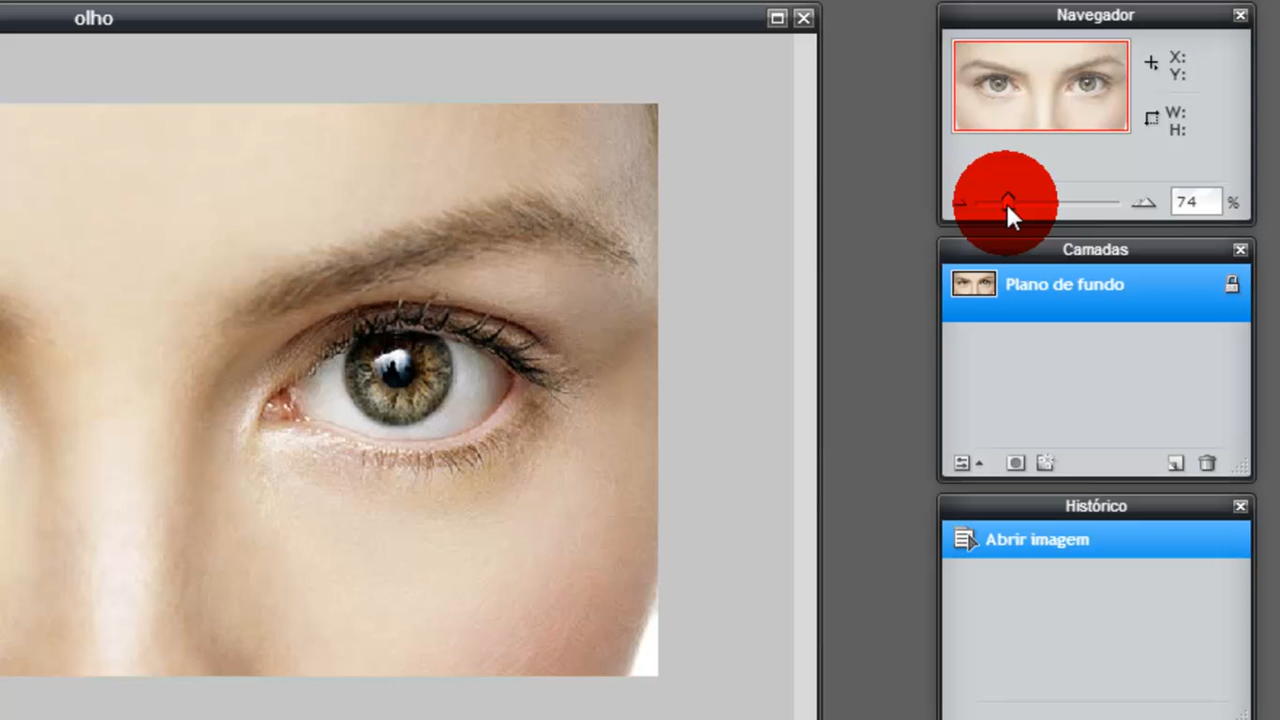 olho
Navegador
X:
Y:
W:
H:
74 %
Camadas
Plano de fundo
Histórico
Abrir imagem